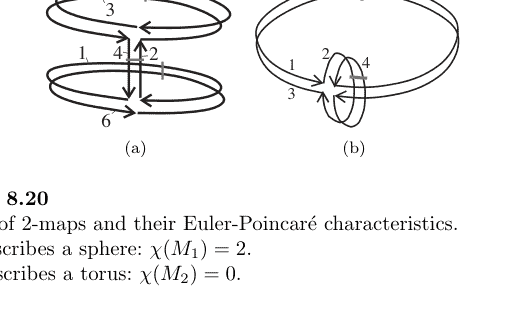 3
1 4 2
6
2 4
1
3
(a) (b)
8.20
of 2-maps and their Euler-Poincaré characteristics.
scribes a sphere: χ(M₁) = 2.
scribes a torus: χ(M₂) = 0.